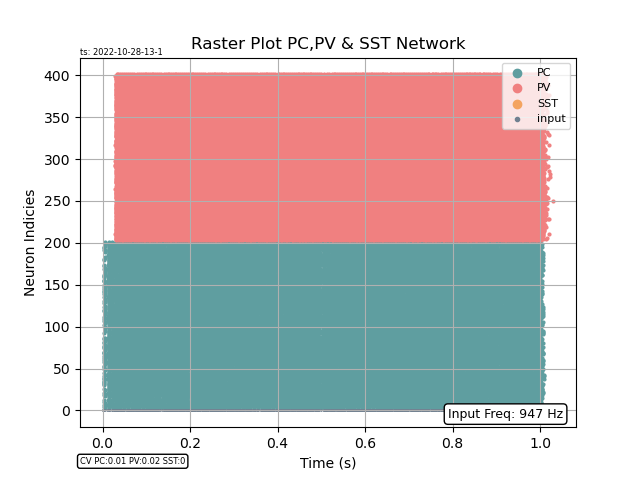 ts: 2022-10-28-13-1
Raster Plot PC,PV & SST Network
400
350
300
250
200
150
100
50
0
Neuron Indicies
PC
PV
SST
input
Input Freq: 947 Hz
0.0 0.2 0.4 0.6 0.8 1.0
Time (s)
CV PC:0.01 PV:0.02 SST:0